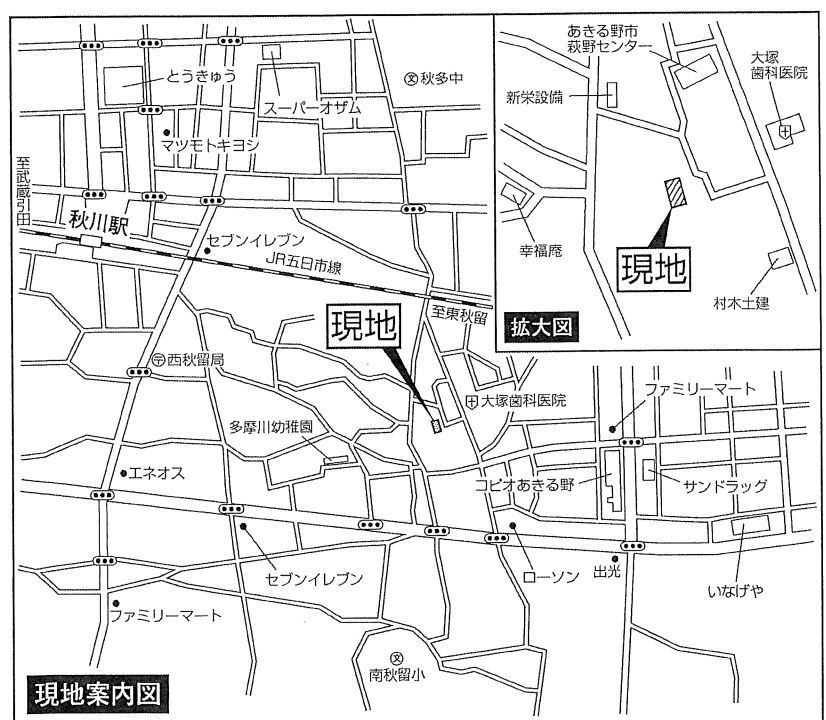 とうきゅう
スーパーオザム
㊛秋多中
マツモトキヨシ
至武蔵引田
秋川駅
セブンイレブン
JR五日市線
至東秋留
現地
〒西秋留局
大塚歯科医院
多摩川幼稚園
ファミリーマート
エネオス
コピオあきる野
サンドラッグ
セブンイレブン
ローソン
出光
いなげや
ファミリーマート
文
南秋留小
現地案内図
あきる野市
萩野センター
大塚
歯科医院
新栄設備
幸福庵
現地
村木土建
拡大図